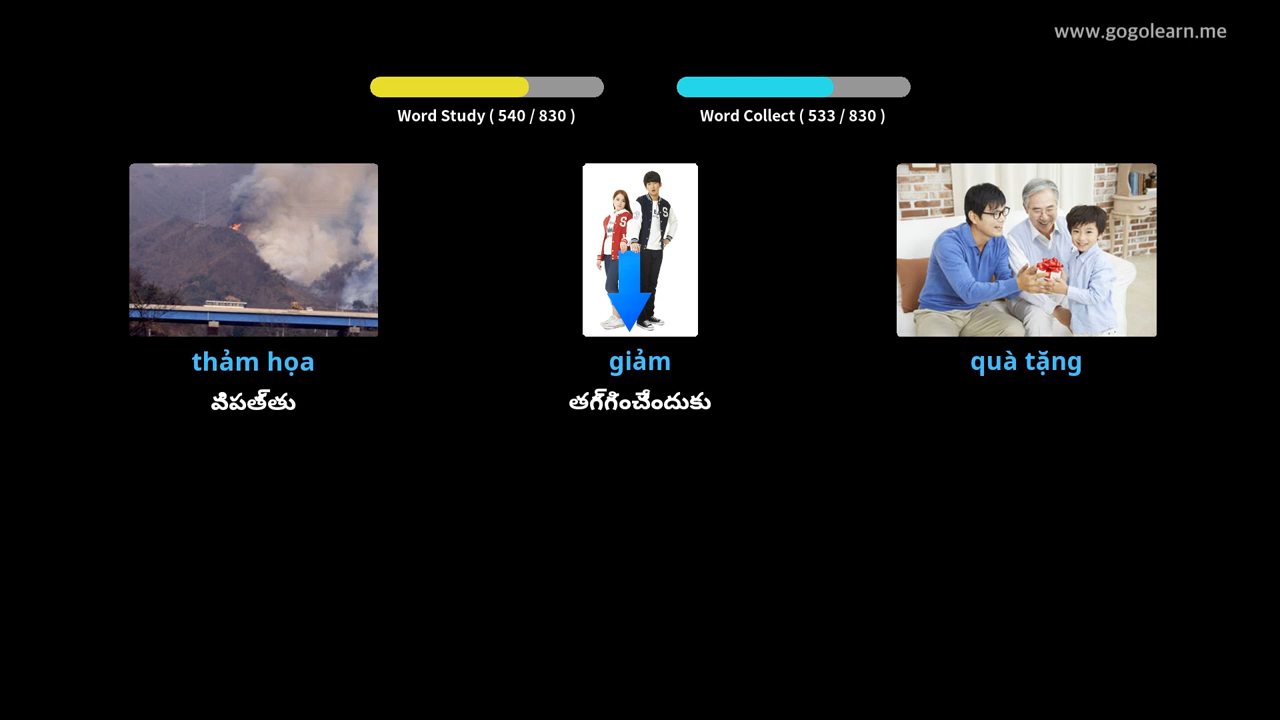 www.gogolearn.me
Word Study ( 540 / 830 )
Word Collect ( 533 / 830 )
thảm họa
giảm
quà tặng
విపత్తు
తగ్గించేందుకు